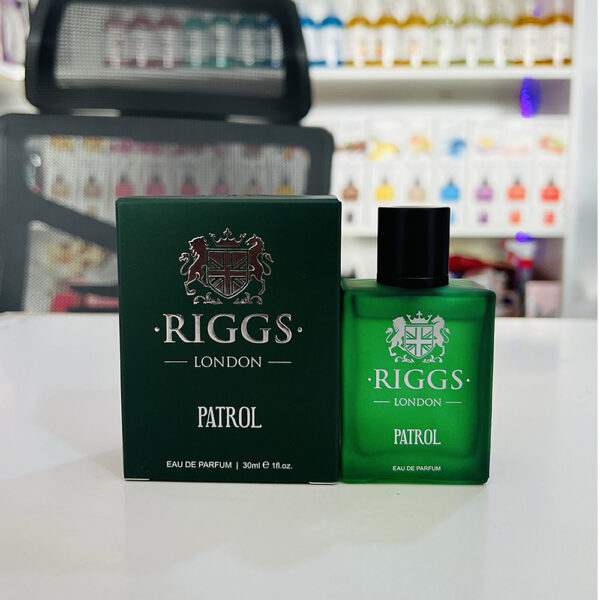 ·RIGGS·
— LONDON —
PATROL
EAU DE PARFUM | 30ml ℮ 1fl.oz.
·RIGGS·
— LONDON —
PATROL
EAU DE PARFUM